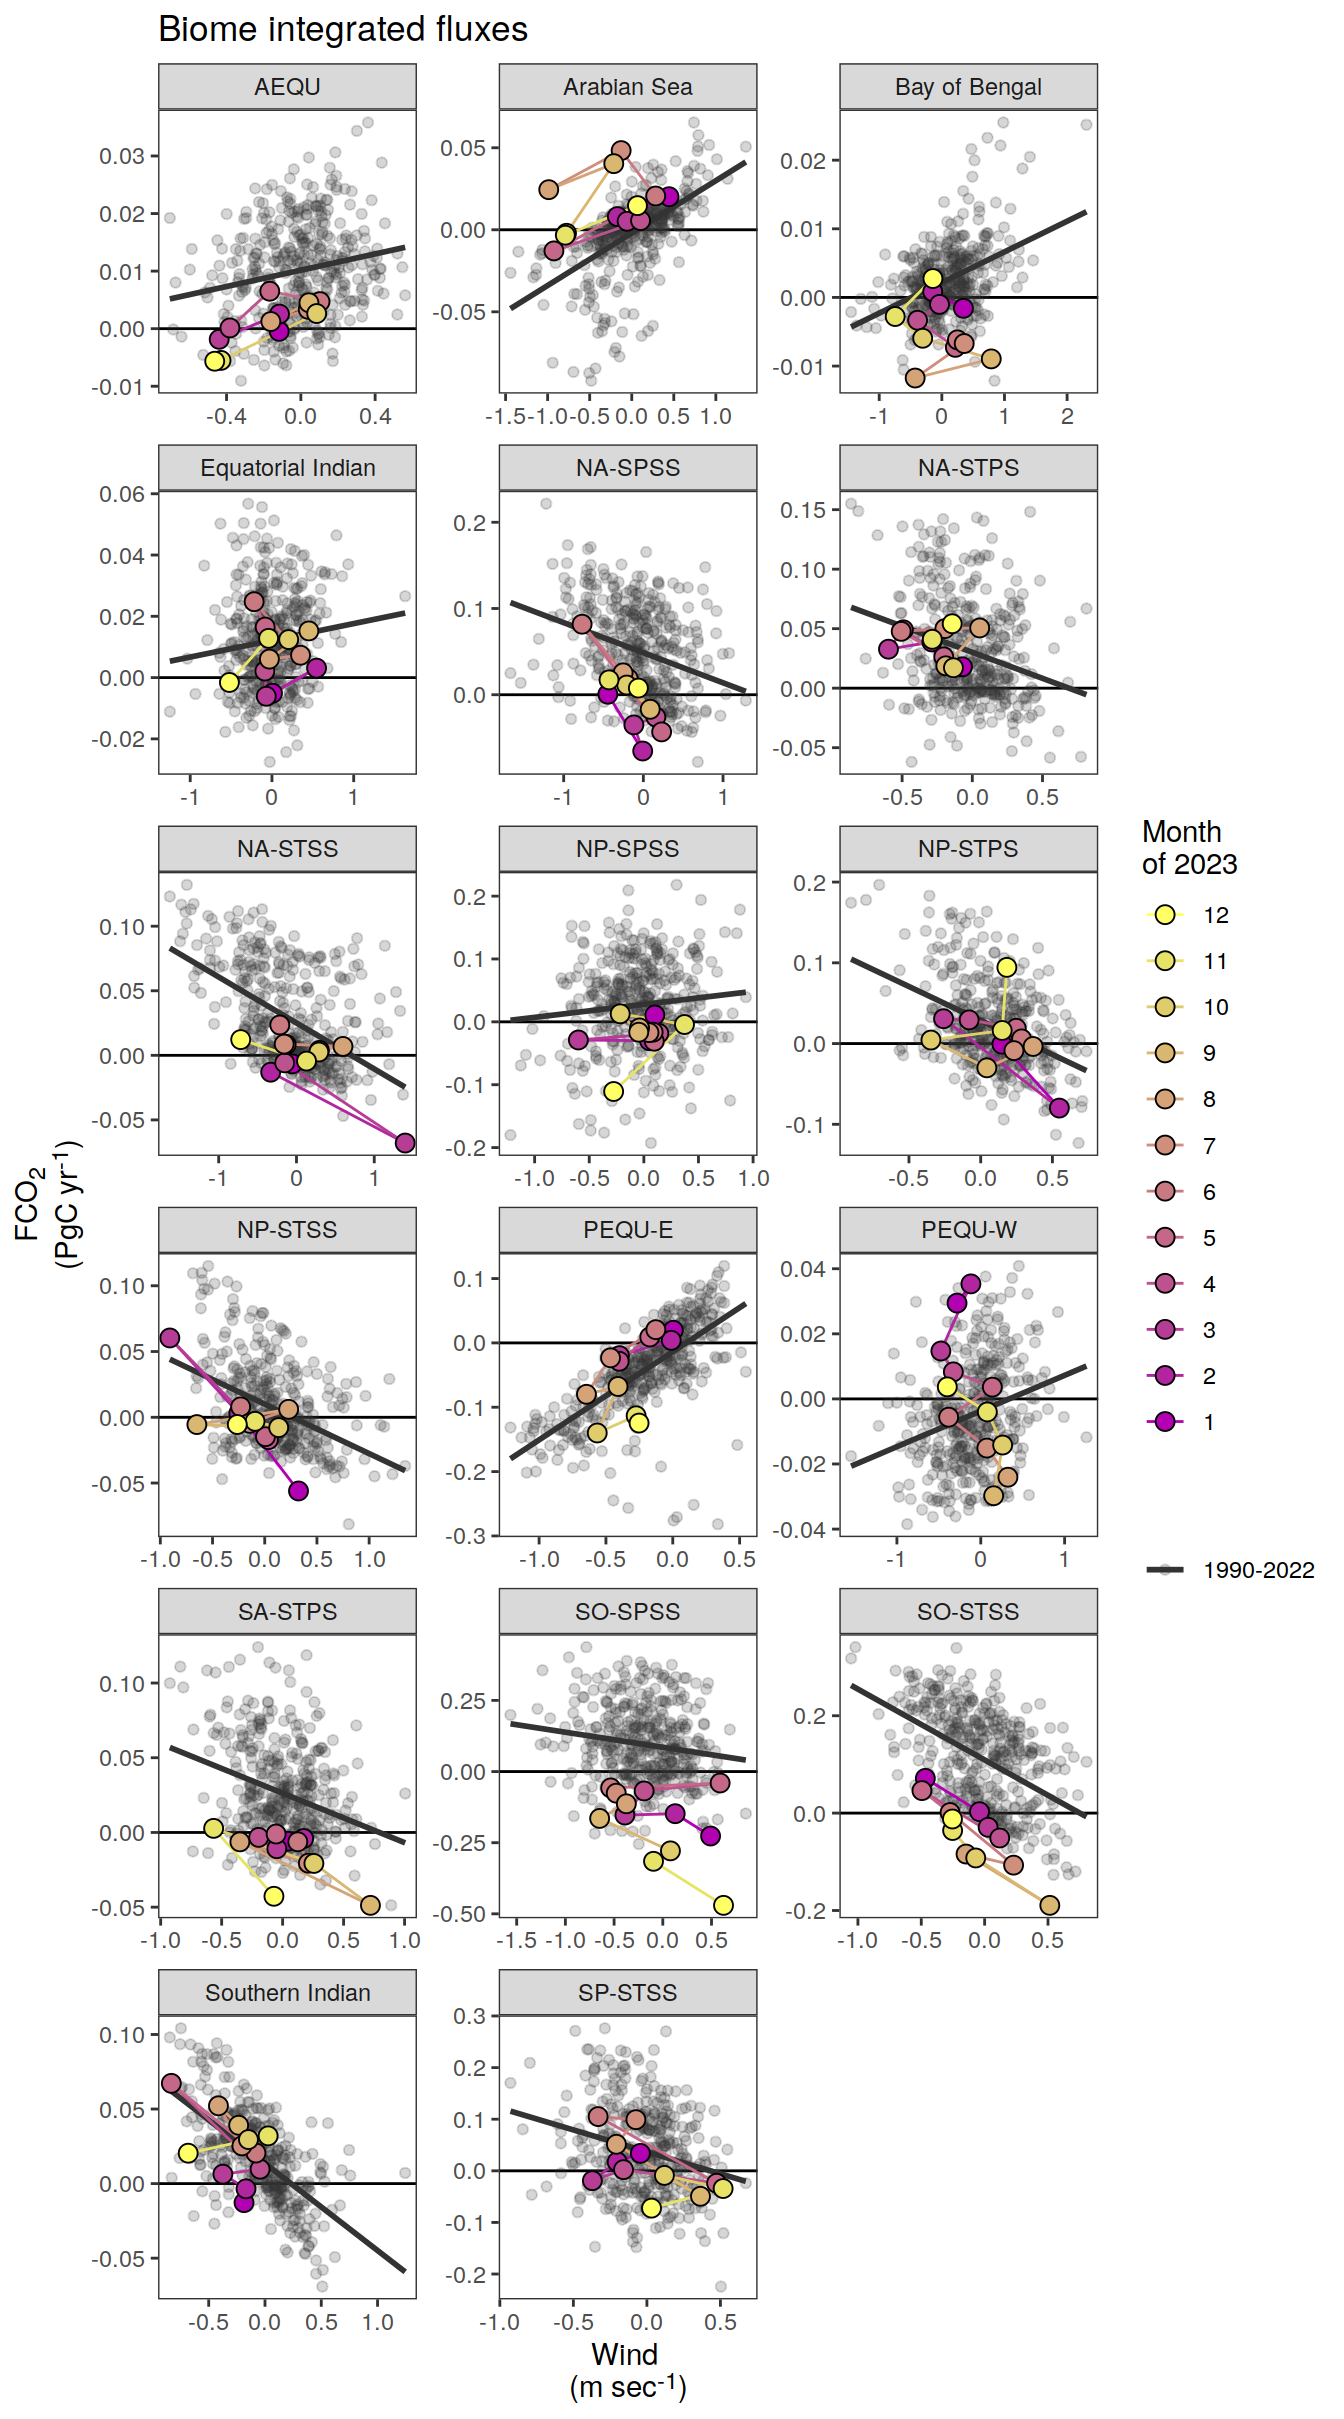 Biome integrated fluxes
AEQU
Arabian Sea
Bay of Bengal
0.03
0.02
0.01
0.00
-0.01
-0.4 0.0 0.4
0.05
0.00
-0.05
-1.5 -1.0 -0.5 0.0 0.5 1.0
0.02
0.01
0.00
-0.01
-1 0 1 2
Equatorial Indian
NA-SPSS
NA-STPS
0.06
0.04
0.02
0.00
-0.02
-1 0 1
0.2
0.1
0.0
-1 0 1
0.15
0.10
0.05
0.00
-0.05
-0.5 0.0 0.5
NA-STSS
NP-SPSS
NP-STPS
0.10
0.05
0.00
-0.05
-1 0 1
0.2
0.1
0.0
-0.1
-0.2
-1.0 -0.5 0.0 0.5 1.0
0.2
0.1
0.0
-0.1
-0.5 0.0 0.5
NP-STSS
PEQU-E
PEQU-W
0.10
0.05
0.00
-0.05
-1.0 -0.5 0.0 0.5 1.0
0.1
0.0
-0.1
-0.2
-0.3
-1.0 -0.5 0.0 0.5
0.04
0.02
0.00
-0.02
-0.04
-1 0 1
SA-STPS
SO-SPSS
SO-STSS
0.10
0.05
0.00
-0.05
-1.0 -0.5 0.0 0.5 1.0
0.25
0.00
-0.25
-0.50
-1.5 -1.0 -0.5 0.0 0.5
0.2
0.0
-0.2
-1.0 -0.5 0.0 0.5
Southern Indian
SP-STSS
0.10
0.05
0.00
-0.05
-0.5 0.0 0.5 1.0
0.3
0.2
0.1
0.0
-0.1
-0.2
-1.0 -0.5 0.0 0.5
FCO2
(PgC yr-1)
Wind
(m sec-1)
Month
of 2023
12
11
10
9
8
7
6
5
4
3
2
1
1990-2022